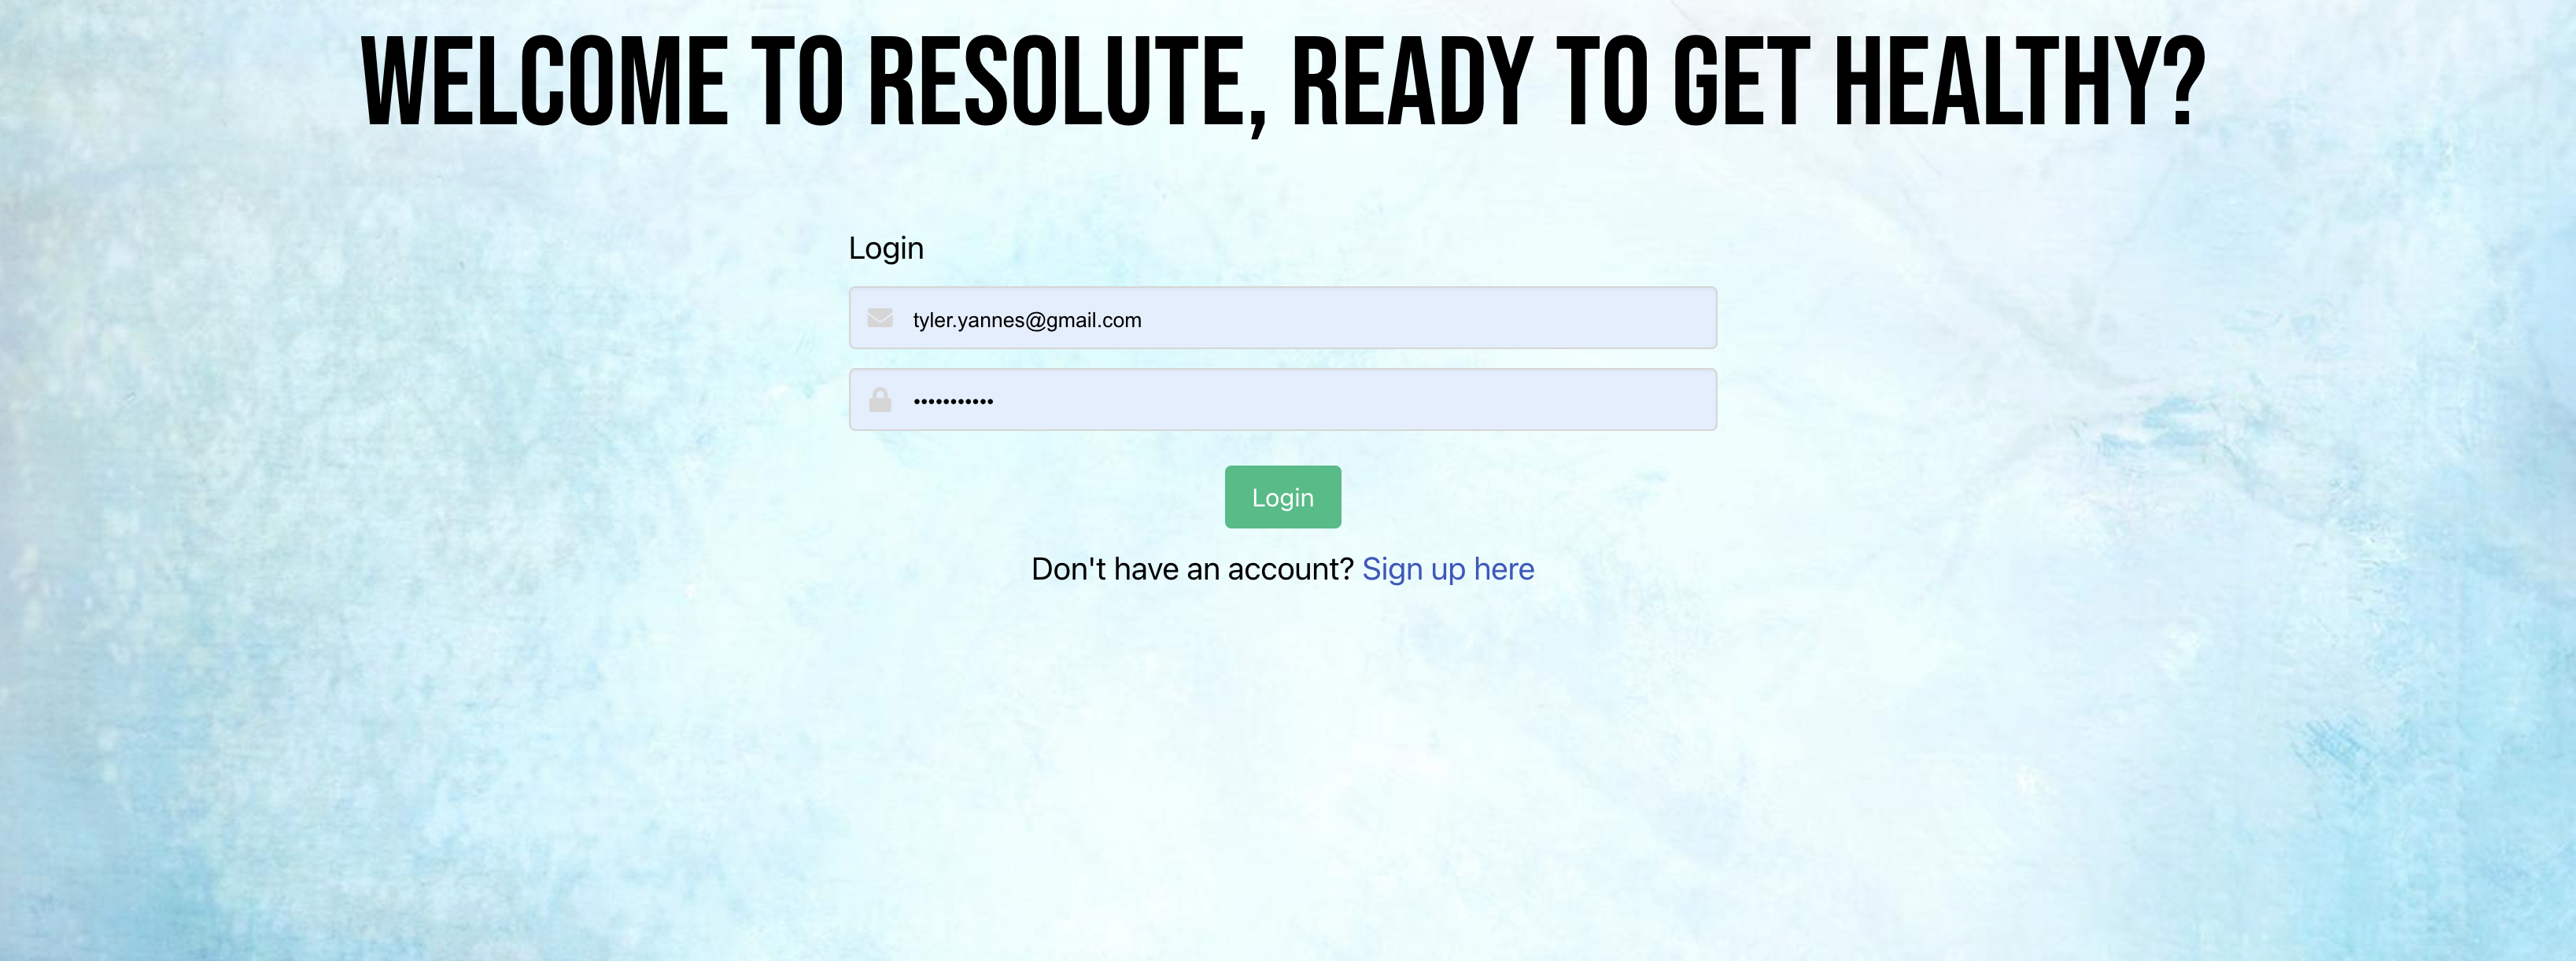 WELCOME TO RESOLUTE, READY TO GET HEALTHY?
Login
tyler.yannes@gmail.com
•••••••••••
Login
Don't have an account? Sign up here